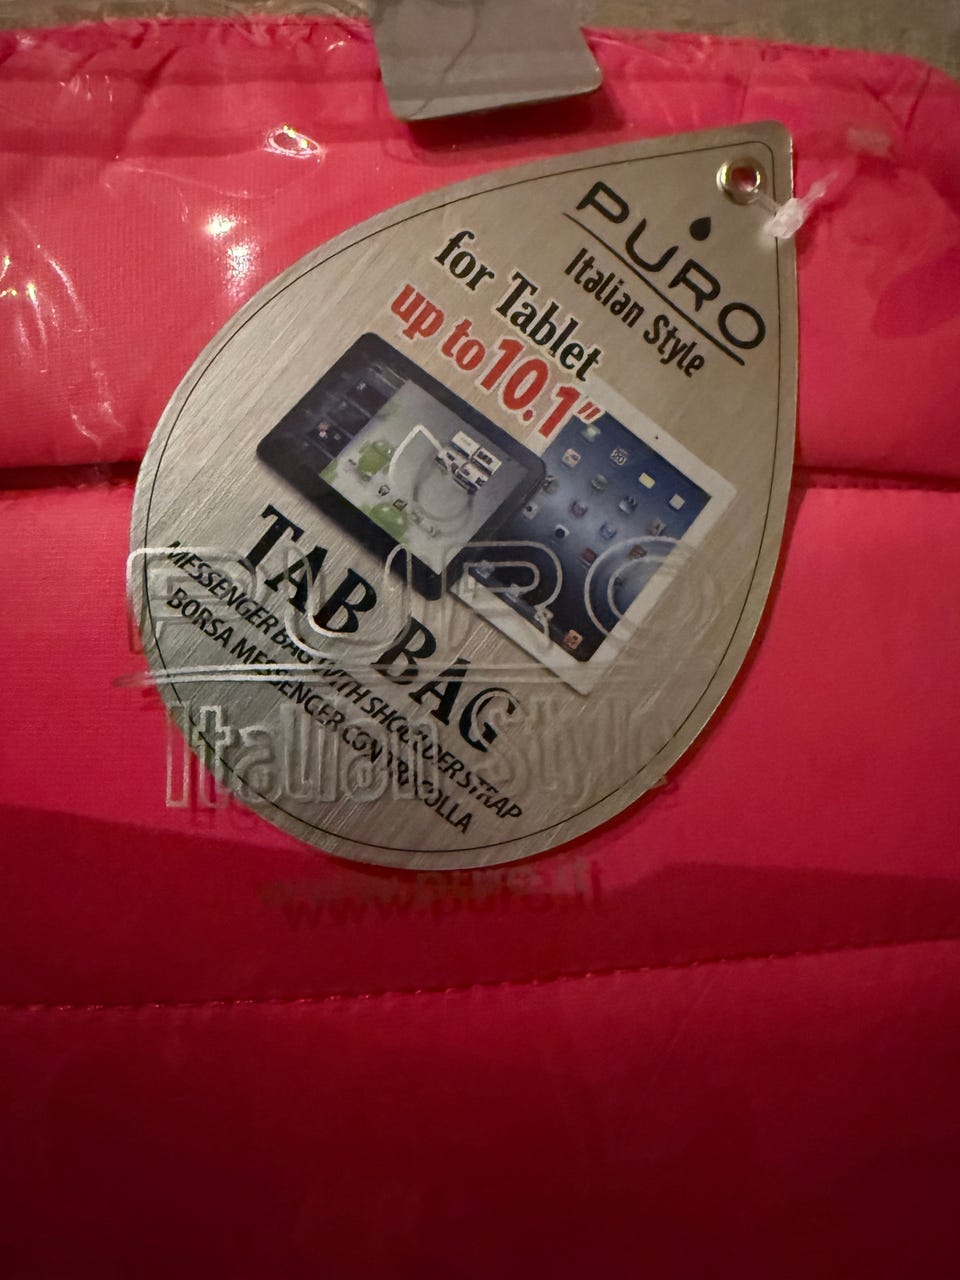 PURO
Italian Style
for Tablet
up to 10.1"
TAB BAG
MESSENGER BAG WITH SHOULDER STRAP
BORSA MESSENGER CON TRACOLLA
PURO
Italian Style
www.puro.it